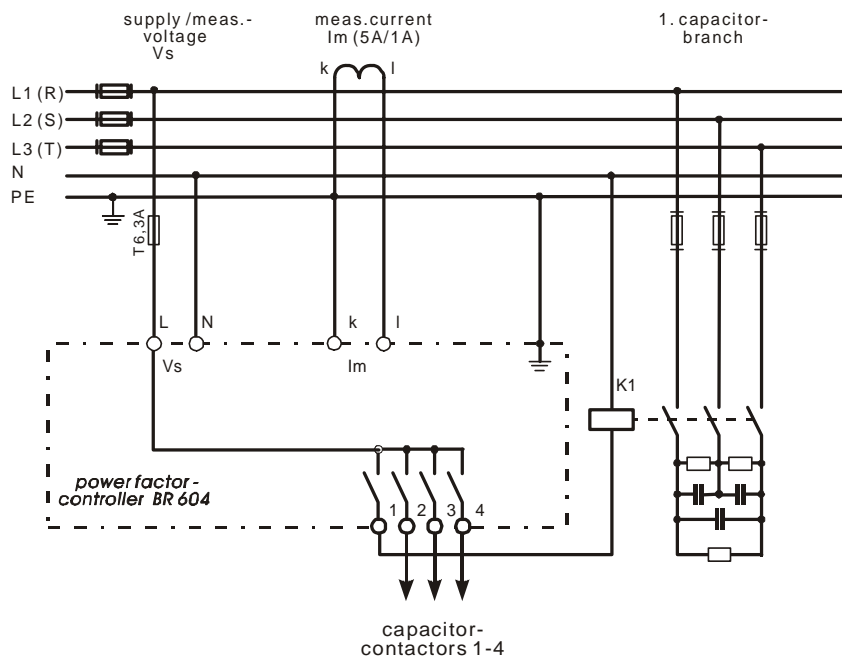 supply/meas.-
voltage
Vs
meas.current
Im (5A/1A)
1. capacitor-
branch
k l
L1 (R)
L2 (S)
L3 (T)
N
PE
T6,3A
L N k l
Vs Im
K1
power factor-
controller BR 604
1 2 3 4
capacitor-
contactors 1-4